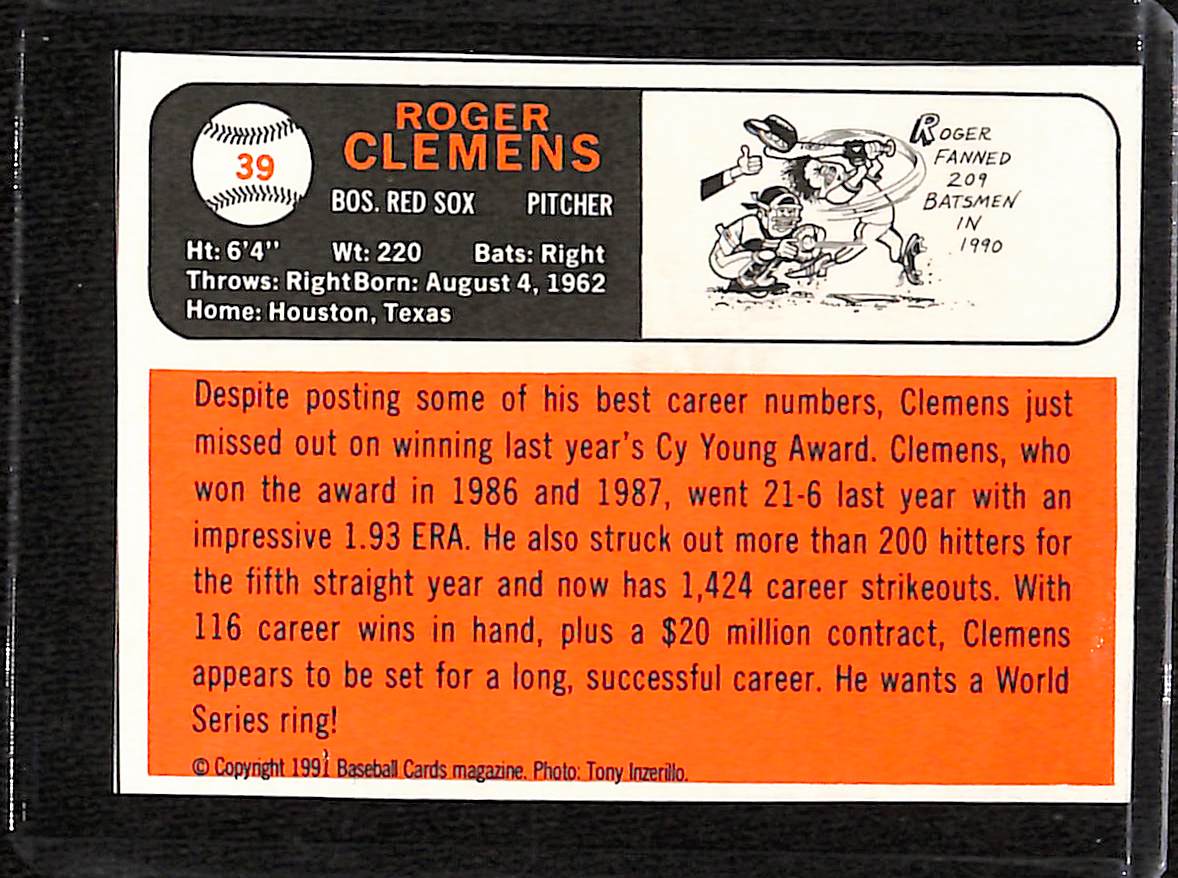 39
ROGER
CLEMENS
BOS. RED SOX PITCHER
Ht: 6'4" Wt: 220 Bats: Right
Throws: Right Born: August 4, 1962
Home: Houston, Texas
ROGER
FANNED
209
BATSMEN
IN
1990
Despite posting some of his best career numbers, Clemens just
missed out on winning last year's Cy Young Award. Clemens, who
won the award in 1986 and 1987, went 21-6 last year with an
impressive 1.93 ERA. He also struck out more than 200 hitters for
the fifth straight year and now has 1,424 career strikeouts. With
116 career wins in hand, plus a $20 million contract, Clemens
appears to be set for a long, successful career. He wants a World
Series ring!
© Copyright 1991 Baseball Cards magazine. Photo: Tony Inzerillo.